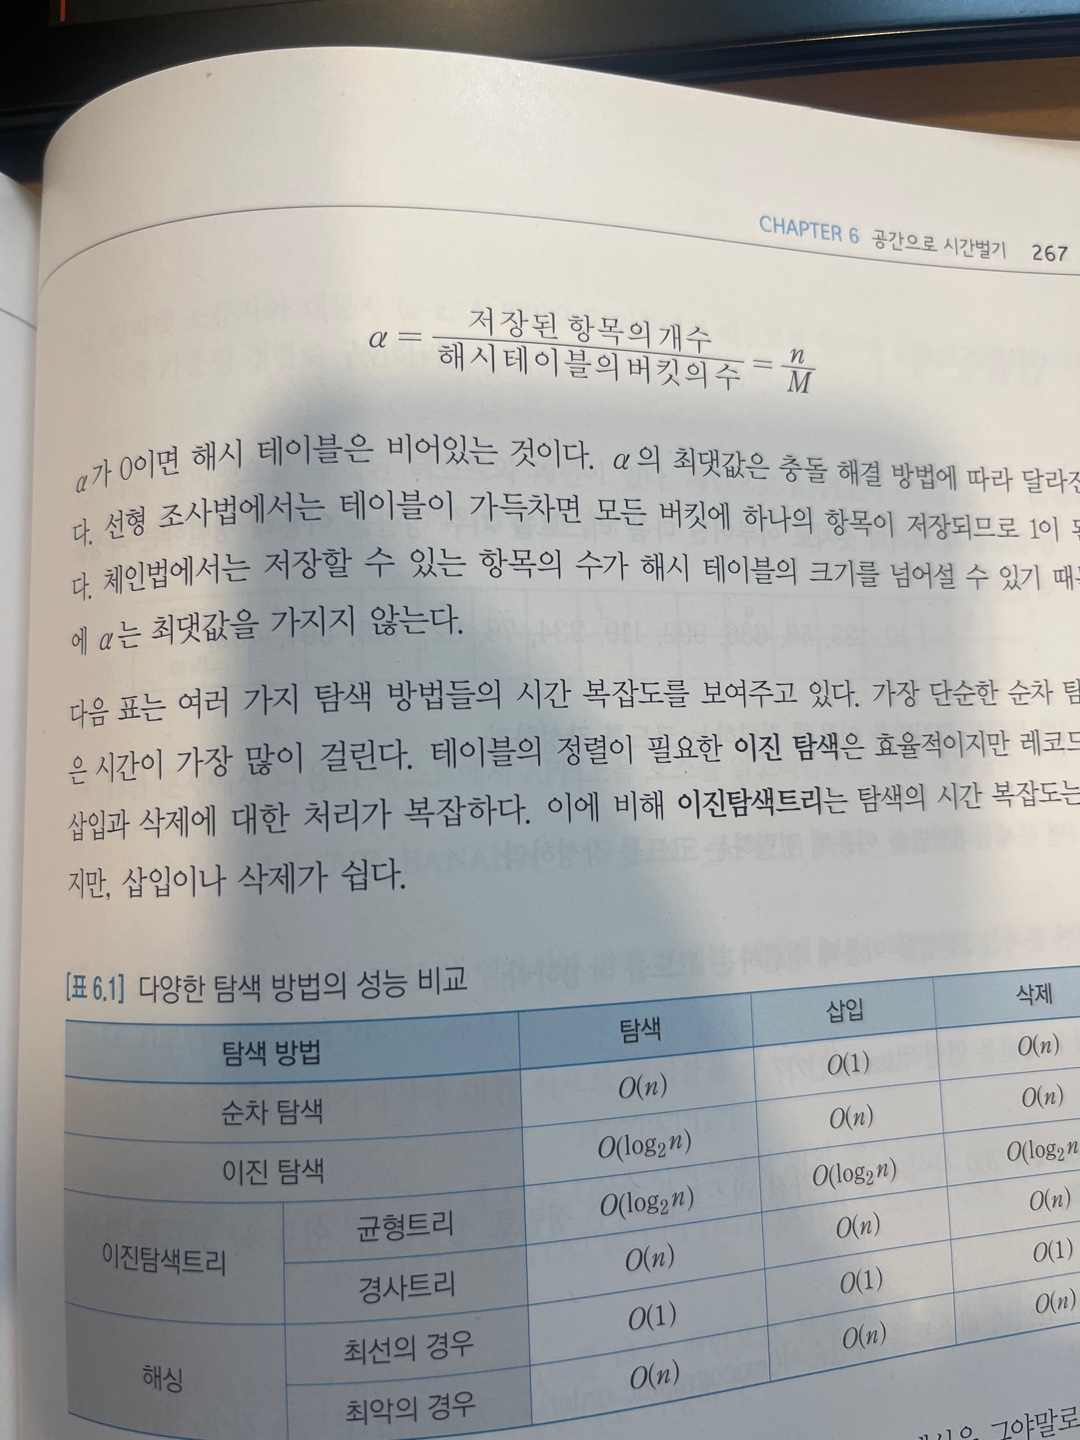 CHAPTER 6 공간으로 시간벌기 267
α = 저장된 항목의 개수 / 해시 테이블의 버킷의 수 = n / M
α가 0이면 해시 테이블은 비어있는 것이다. α의 최댓값은 충돌 해결 방법에 따라 달라진
다. 선형 조사법에서는 테이블이 가득차면 모든 버킷에 하나의 항목이 저장되므로 1이 된
다. 체인법에서는 저장할 수 있는 항목의 수가 해시 테이블의 크기를 넘어설 수 있기 때문
에 α는 최댓값을 가지지 않는다.
다음 표는 여러 가지 탐색 방법들의 시간 복잡도를 보여주고 있다. 가장 단순한 순차 탐
은 시간이 가장 많이 걸린다. 테이블의 정렬이 필요한 이진 탐색은 효율적이지만 레코드
삽입과 삭제에 대한 처리가 복잡하다. 이에 비해 이진탐색트리는 탐색의 시간 복잡도는
지만, 삽입이나 삭제가 쉽다.
[표 6.1] 다양한 탐색 방법의 성능 비교
탐색 방법 탐색 삽입 삭제
순차 탐색 O(n) O(1) O(n)
이진 탐색 O(log₂n) O(n) O(n)
이진탐색트리 균형트리 O(log₂n) O(log₂n) O(log₂n
경사트리 O(n) O(n) O(n)
해싱 최선의 경우 O(1) O(1) O(1)
최악의 경우 O(n) O(n) O(n)
그야말로